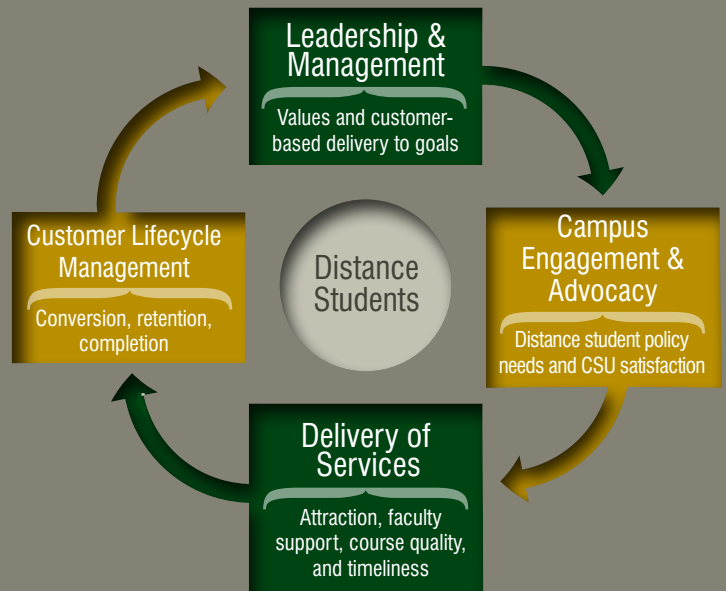 Leadership &
Management
Values and customer-
based delivery to goals
Campus
Engagement &
Advocacy
Distance student policy
needs and CSU satisfaction
Delivery of
Services
Attraction, faculty
support, course quality,
and timeliness
Customer Lifecycle
Management
Conversion, retention,
completion
Distance
Students